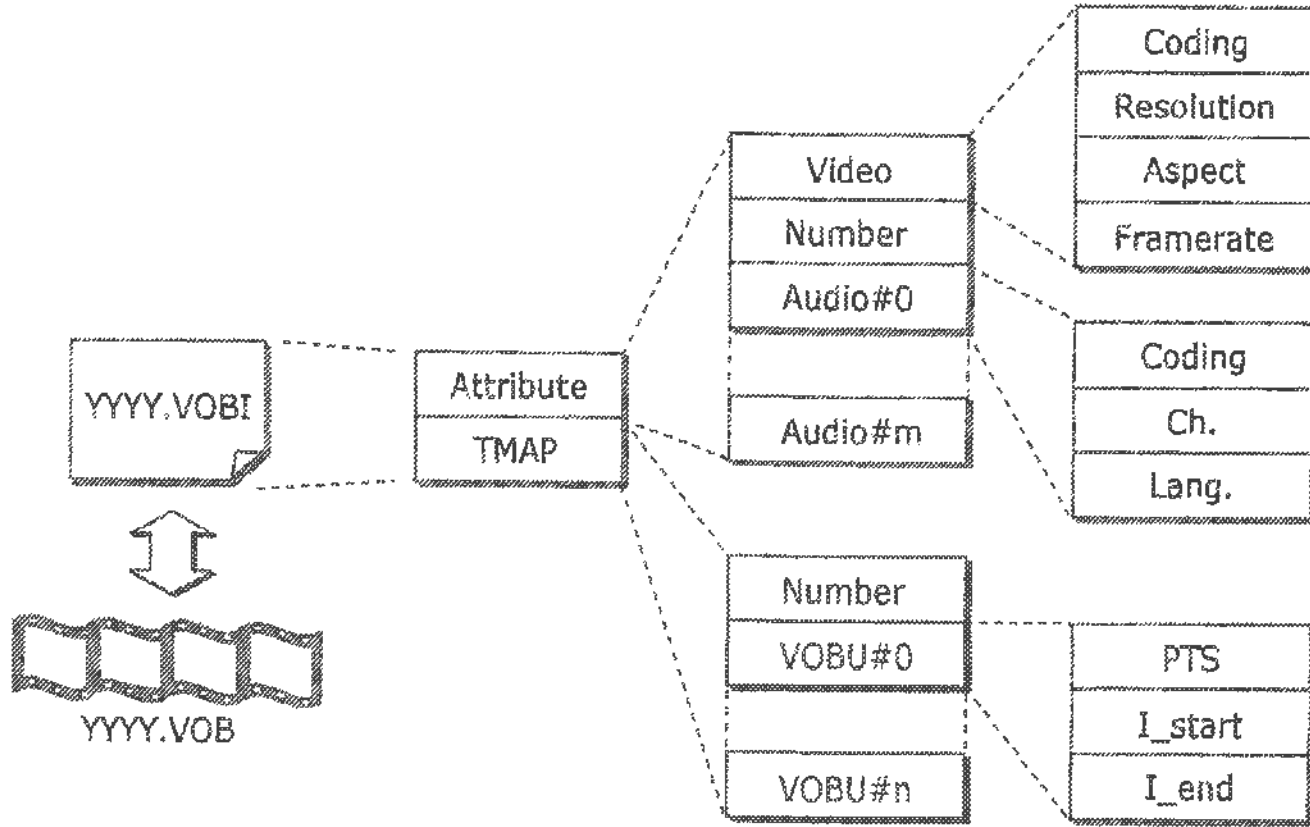 YYYY.VOBI
YYYY.VOB
Attribute
TMAP
Video
Number
Audio#0
Audio#m
Number
VOBU#0
VOBU#n
Coding
Resolution
Aspect
Framerate
Coding
Ch.
Lang.
PTS
I_start
I_end